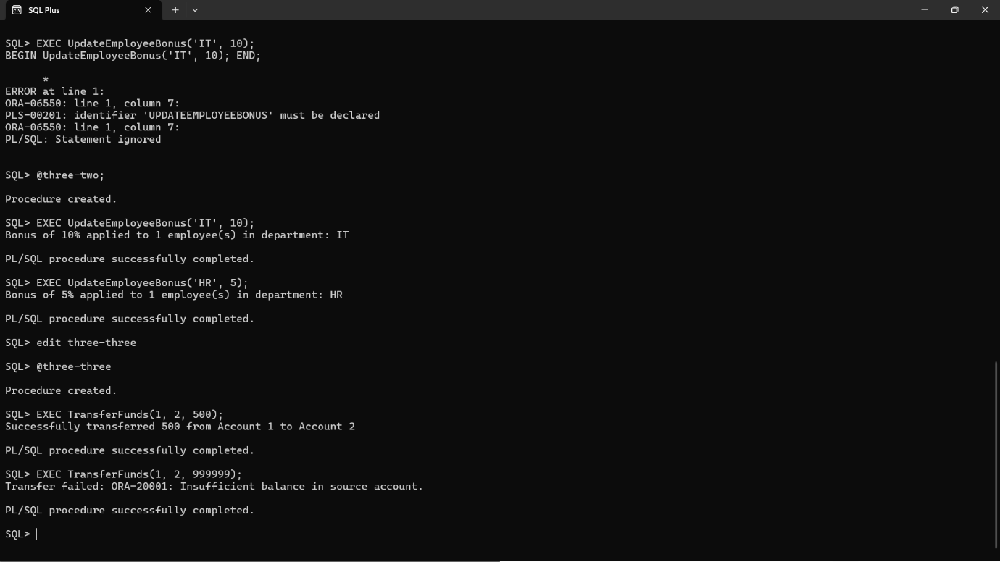 SQL Plus
SQL> EXEC UpdateEmployeeBonus('IT', 10);
BEGIN UpdateEmployeeBonus('IT', 10); END;
*
ERROR at line 1:
ORA-06550: line 1, column 7:
PLS-00201: identifier 'UPDATEEMPLOYEEBONUS' must be declared
ORA-06550: line 1, column 7:
PL/SQL: Statement ignored
SQL> @three-two;
Procedure created.
SQL> EXEC UpdateEmployeeBonus('IT', 10);
Bonus of 10% applied to 1 employee(s) in department: IT
PL/SQL procedure successfully completed.
SQL> EXEC UpdateEmployeeBonus('HR', 5);
Bonus of 5% applied to 1 employee(s) in department: HR
PL/SQL procedure successfully completed.
SQL> edit three-three
SQL> @three-three
Procedure created.
SQL> EXEC TransferFunds(1, 2, 500);
Successfully transferred 500 from Account 1 to Account 2
PL/SQL procedure successfully completed.
SQL> EXEC TransferFunds(1, 2, 999999);
Transfer failed: ORA-20001: Insufficient balance in source account.
PL/SQL procedure successfully completed.
SQL>